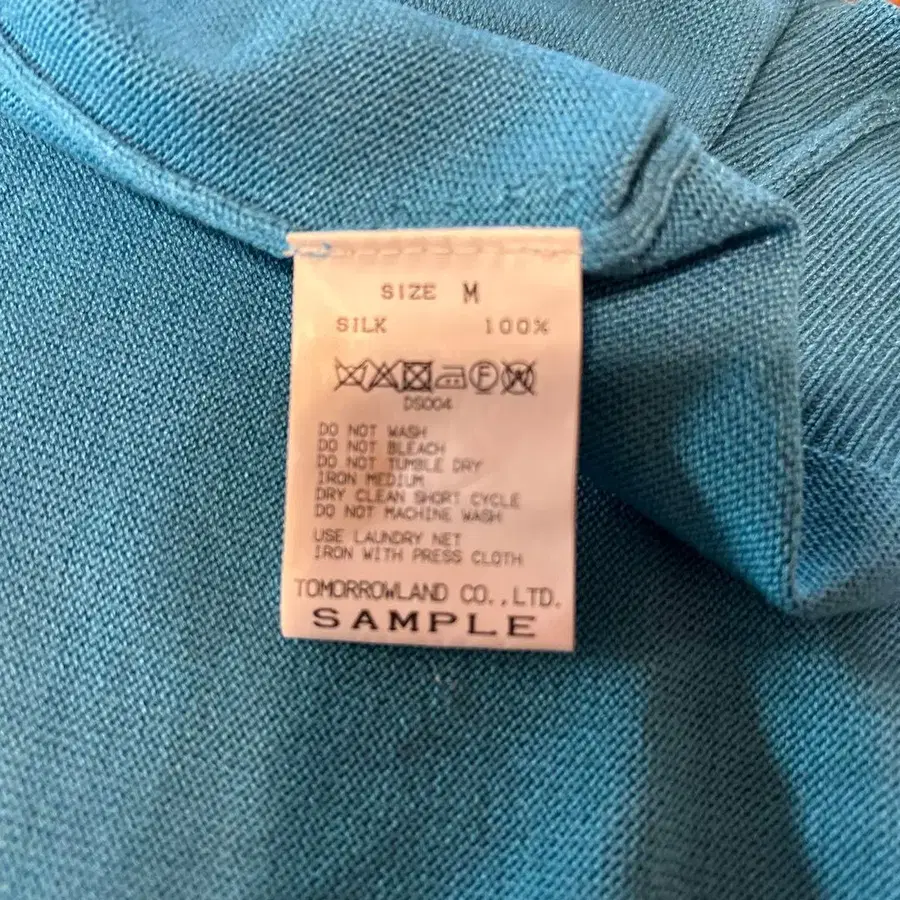 SIZE M
SILK 100%
F W
DS004
DO NOT WASH
DO NOT BLEACH
DO NOT TUMBLE DRY
IRON MEDIUM
DRY CLEAN SHORT CYCLE
DO NOT MACHINE WASH
USE LAUNDRY NET
IRON WITH PRESS CLOTH
TOMORROWLAND CO.,LTD.
SAMPLE